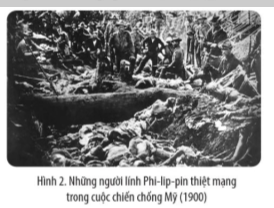 Hình 2. Những người lính Phi-líp-pin thiệt mạng
trong cuộc chiến chống Mỹ (1900)